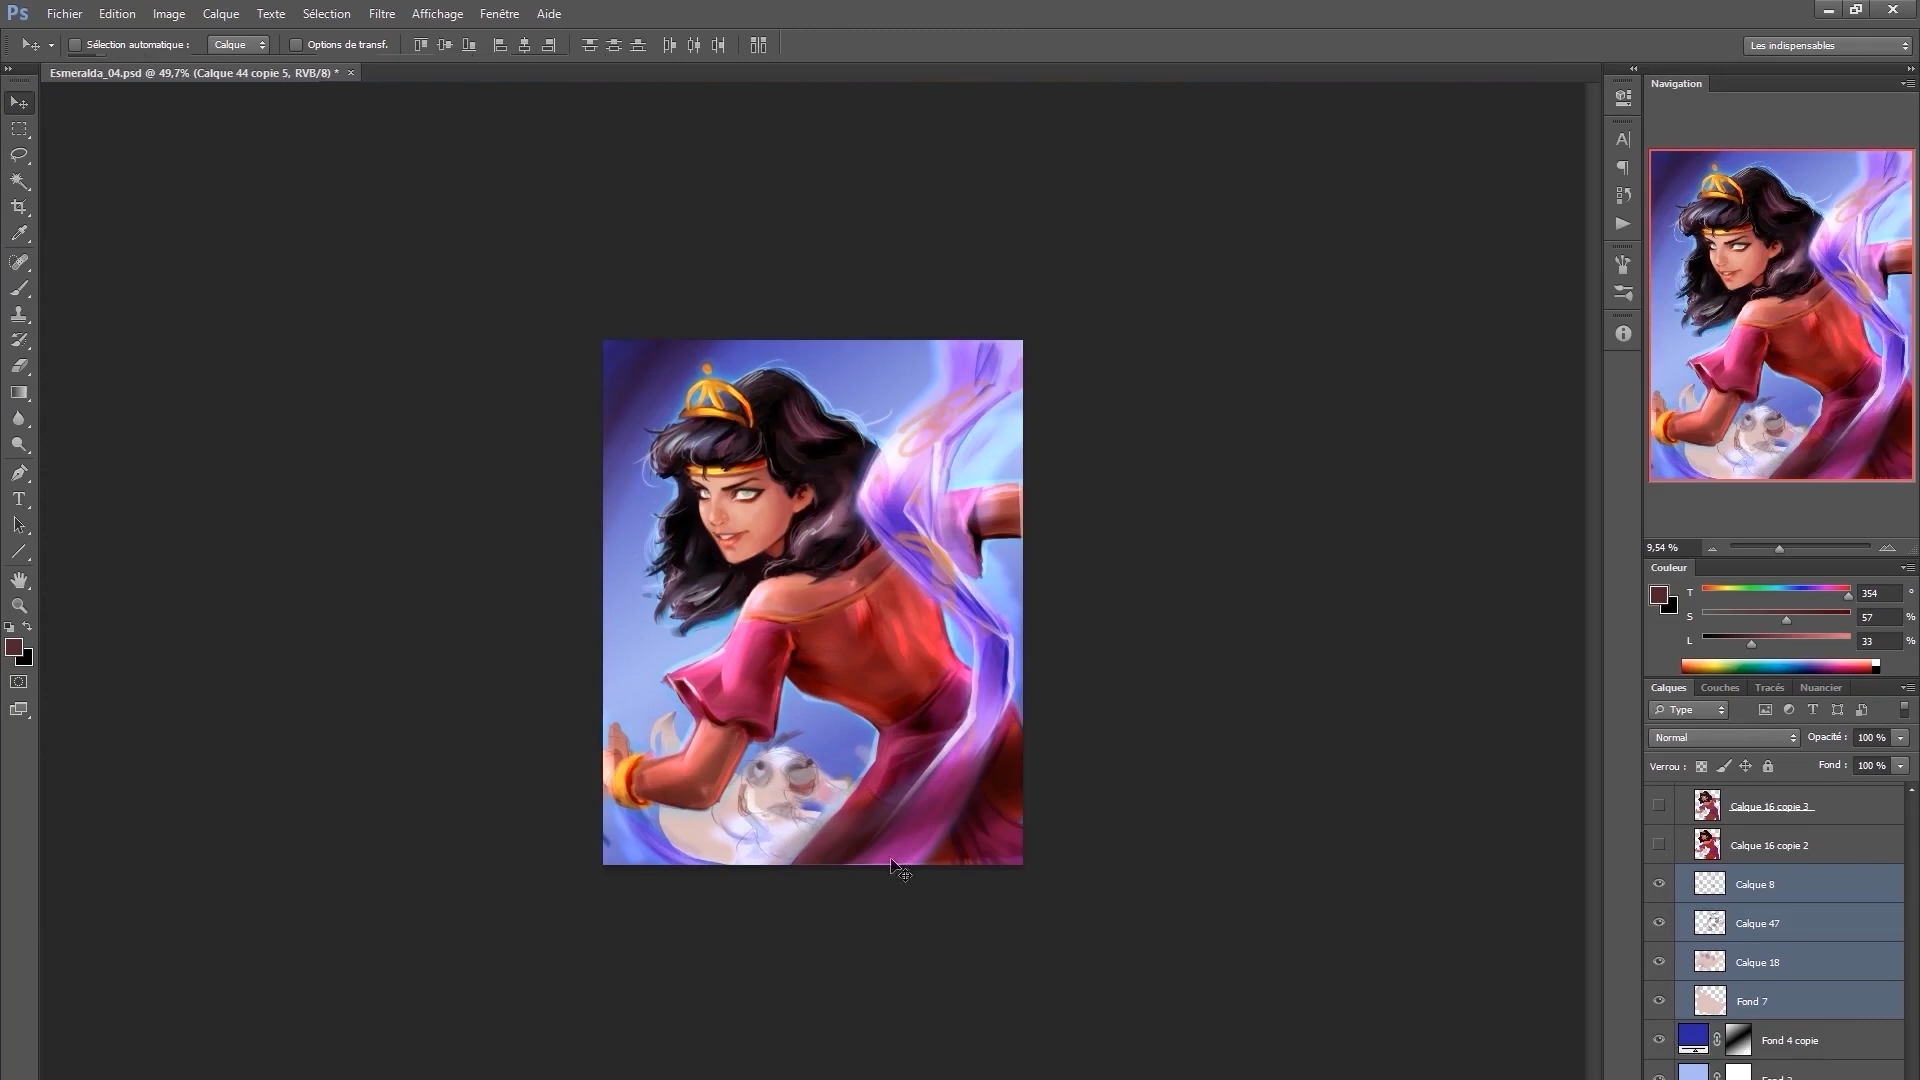 Ps Fichier Edition Image Calque Texte Sélection Filtre Affichage Fenêtre Aide
Sélection automatique : Calque Options de transf. Les indispensables
Esmeralda_04.psd @ 49,7% (Calque 44 copie 5, RVB/8) * ×
Navigation
9,54 %
Couleur
T 354 °
S 57 %
L 33 %
Calques Couches Tracés Nuancier
Type
Normal Opacité : 100 %
Verrou : Fond : 100 %
Calque 16 copie 3
Calque 16 copie 2
Calque 8
Calque 47
Calque 18
Fond 7
Fond 4 copie